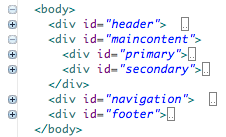 <body>
<div id="header"> ..
<div id="maincontent">
<div id="primary">..
<div id="secondary">..
</div>
<div id="navigation"> ..
<div id="footer">..
</body>